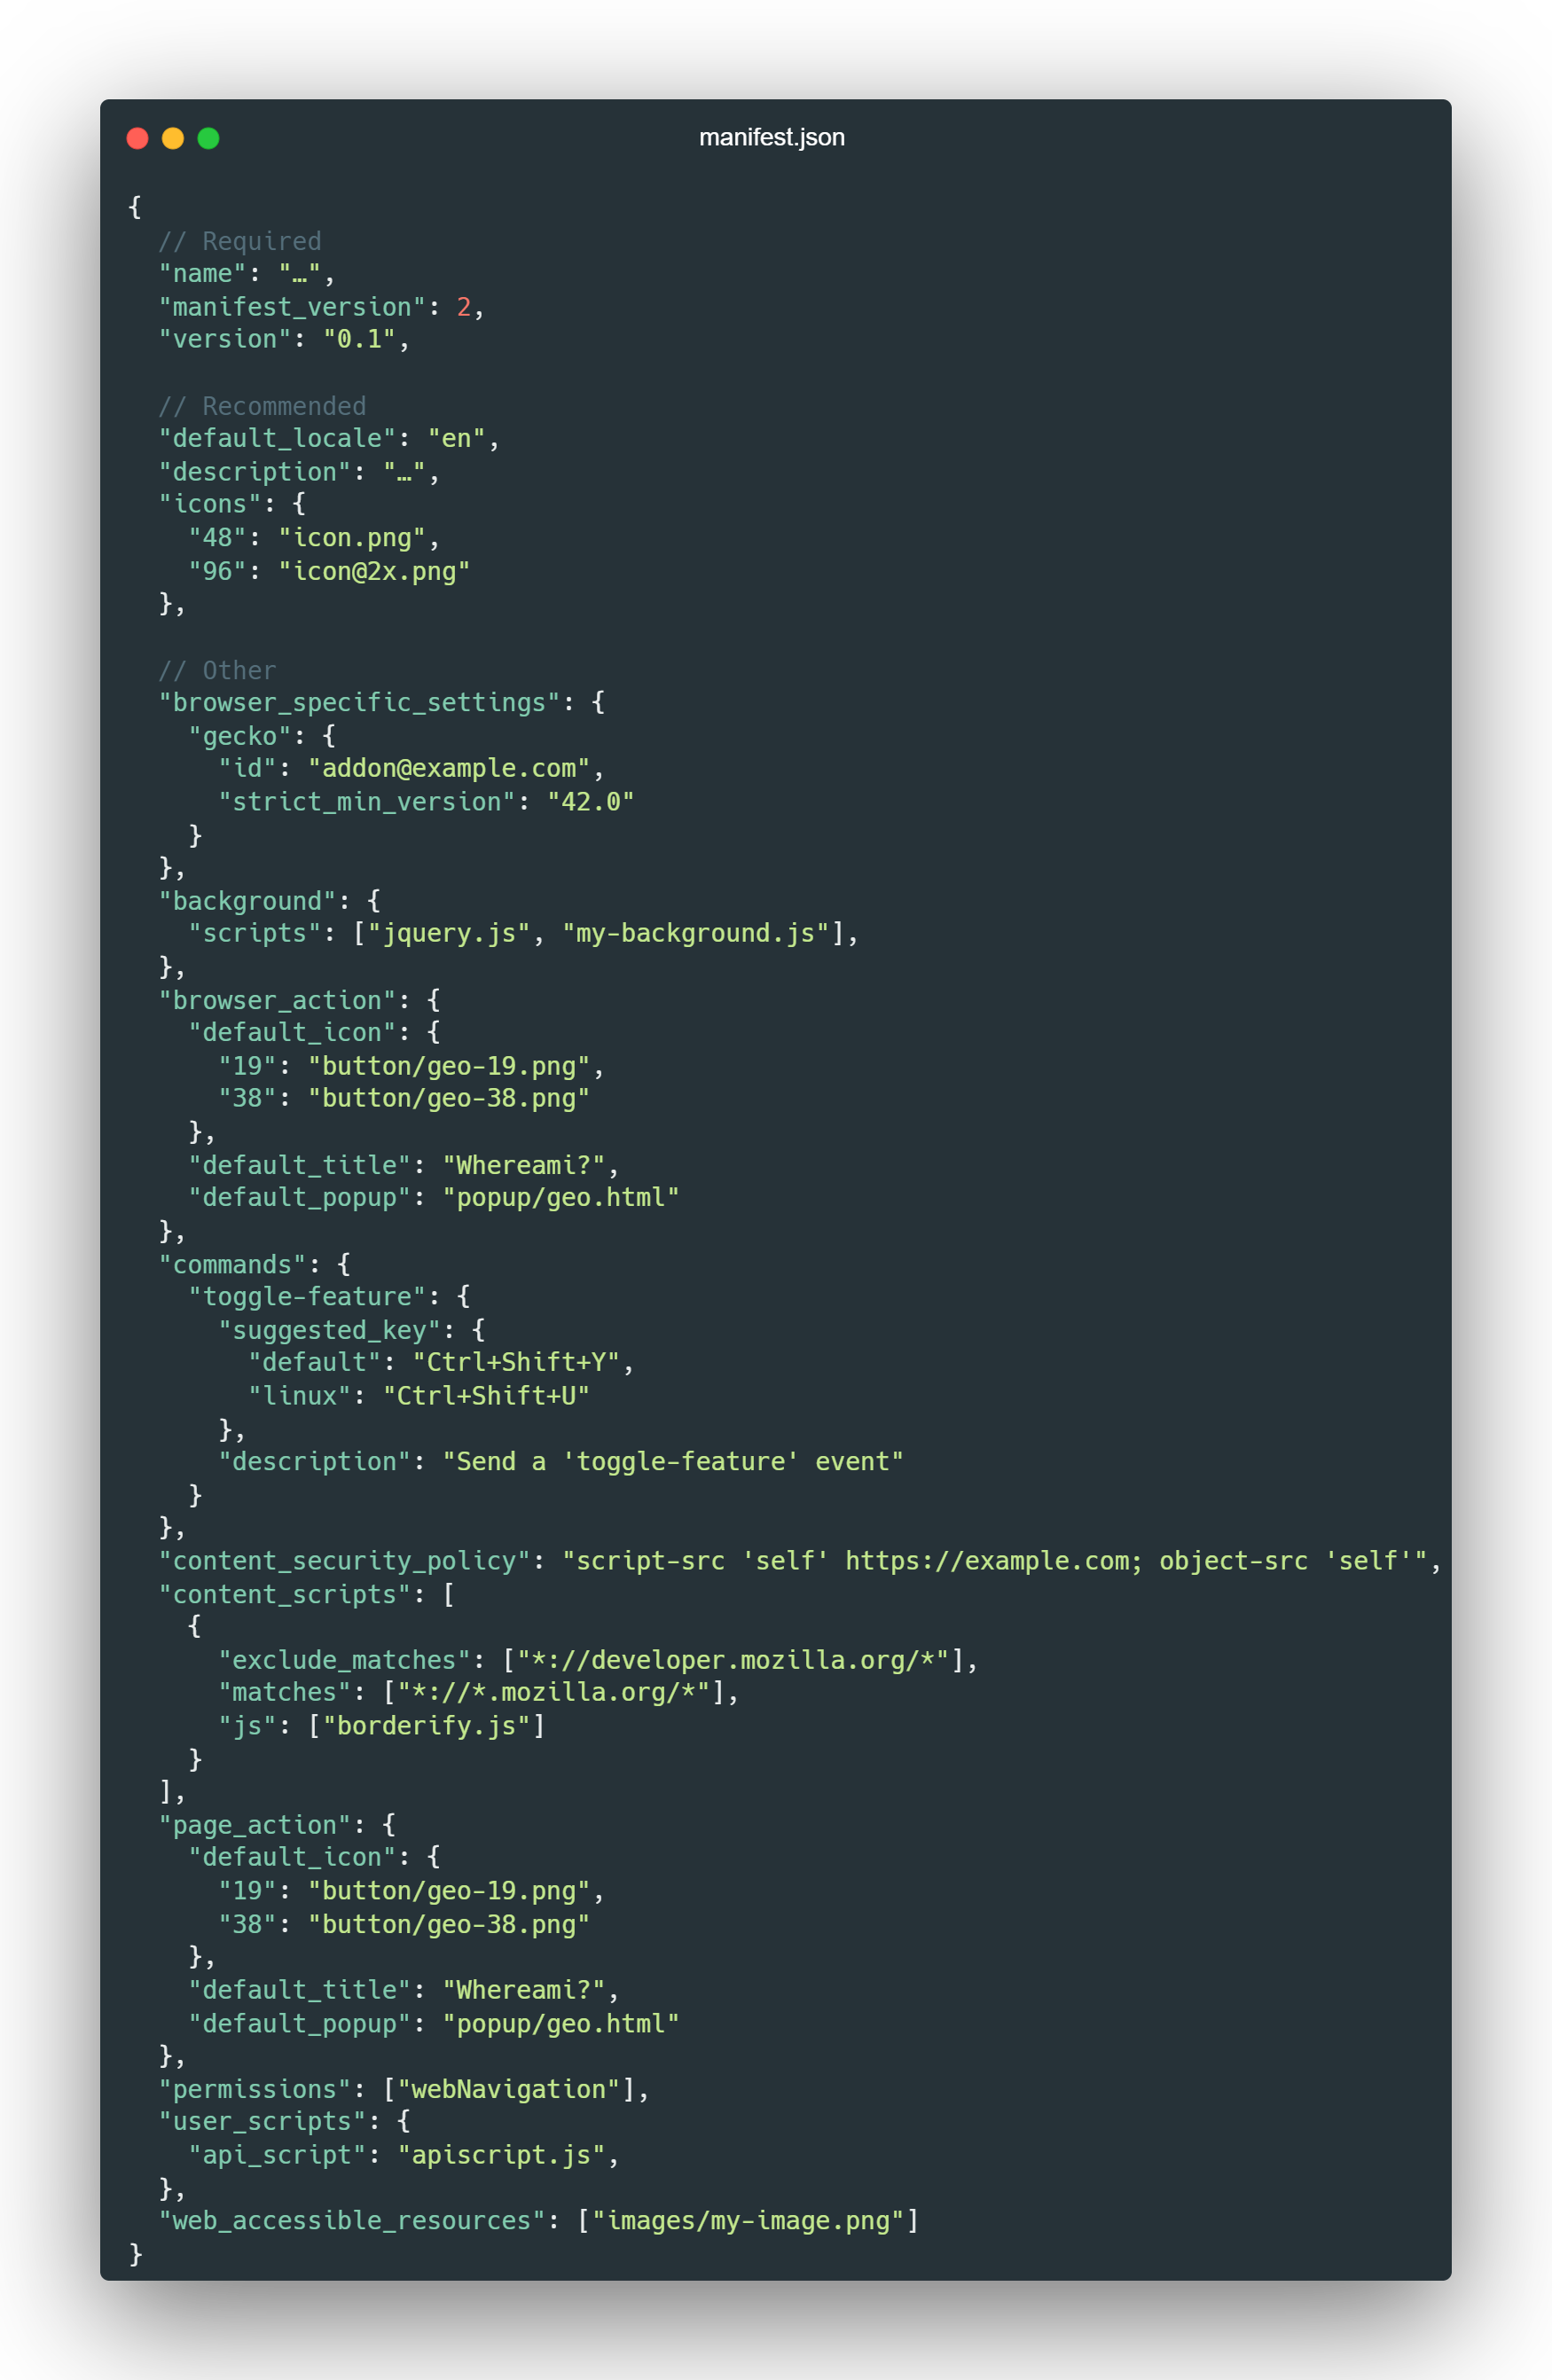 manifest.json
{
  // Required
  "name": "…",
  "manifest_version": 2,
  "version": "0.1",

  // Recommended
  "default_locale": "en",
  "description": "…",
  "icons": {
    "48": "icon.png",
    "96": "icon@2x.png"
  },

  // Other
  "browser_specific_settings": {
    "gecko": {
      "id": "addon@example.com",
      "strict_min_version": "42.0"
    }
  },
  "background": {
    "scripts": ["jquery.js", "my-background.js"],
  },
  "browser_action": {
    "default_icon": {
      "19": "button/geo-19.png",
      "38": "button/geo-38.png"
    },
    "default_title": "Whereami?",
    "default_popup": "popup/geo.html"
  },
  "commands": {
    "toggle-feature": {
      "suggested_key": {
        "default": "Ctrl+Shift+Y",
        "linux": "Ctrl+Shift+U"
      },
      "description": "Send a 'toggle-feature' event"
    }
  },
  "content_security_policy": "script-src 'self' https://example.com; object-src 'self'",
  "content_scripts": [
    {
      "exclude_matches": ["*://developer.mozilla.org/*"],
      "matches": ["*://*.mozilla.org/*"],
      "js": ["borderify.js"]
    }
  ],
  "page_action": {
    "default_icon": {
      "19": "button/geo-19.png",
      "38": "button/geo-38.png"
    },
    "default_title": "Whereami?",
    "default_popup": "popup/geo.html"
  },
  "permissions": ["webNavigation"],
  "user_scripts": {
    "api_script": "apiscript.js",
  },
  "web_accessible_resources": ["images/my-image.png"]
}